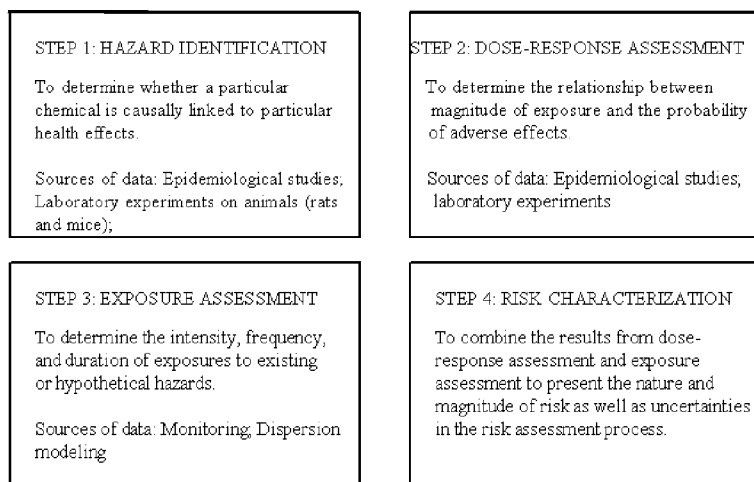 STEP 1: HAZARD IDENTIFICATION
To determine whether a particular
chemical is causally linked to particular
health effects.
Sources of data: Epidemiological studies;
Laboratory experiments on animals (rats
and mice);
STEP 2: DOSE-RESPONSE ASSESSMENT
To determine the relationship between
magnitude of exposure and the probability
of adverse effects.
Sources of data: Epidemiological studies;
laboratory experiments
STEP 3: EXPOSURE ASSESSMENT
To determine the intensity, frequency,
and duration of exposures to existing
or hypothetical hazards.
Sources of data: Monitoring; Dispersion
modeling
STEP 4: RISK CHARACTERIZATION
To combine the results from dose-
response assessment and exposure
assessment to present the nature and
magnitude of risk as well as uncertainties
in the risk assessment process.